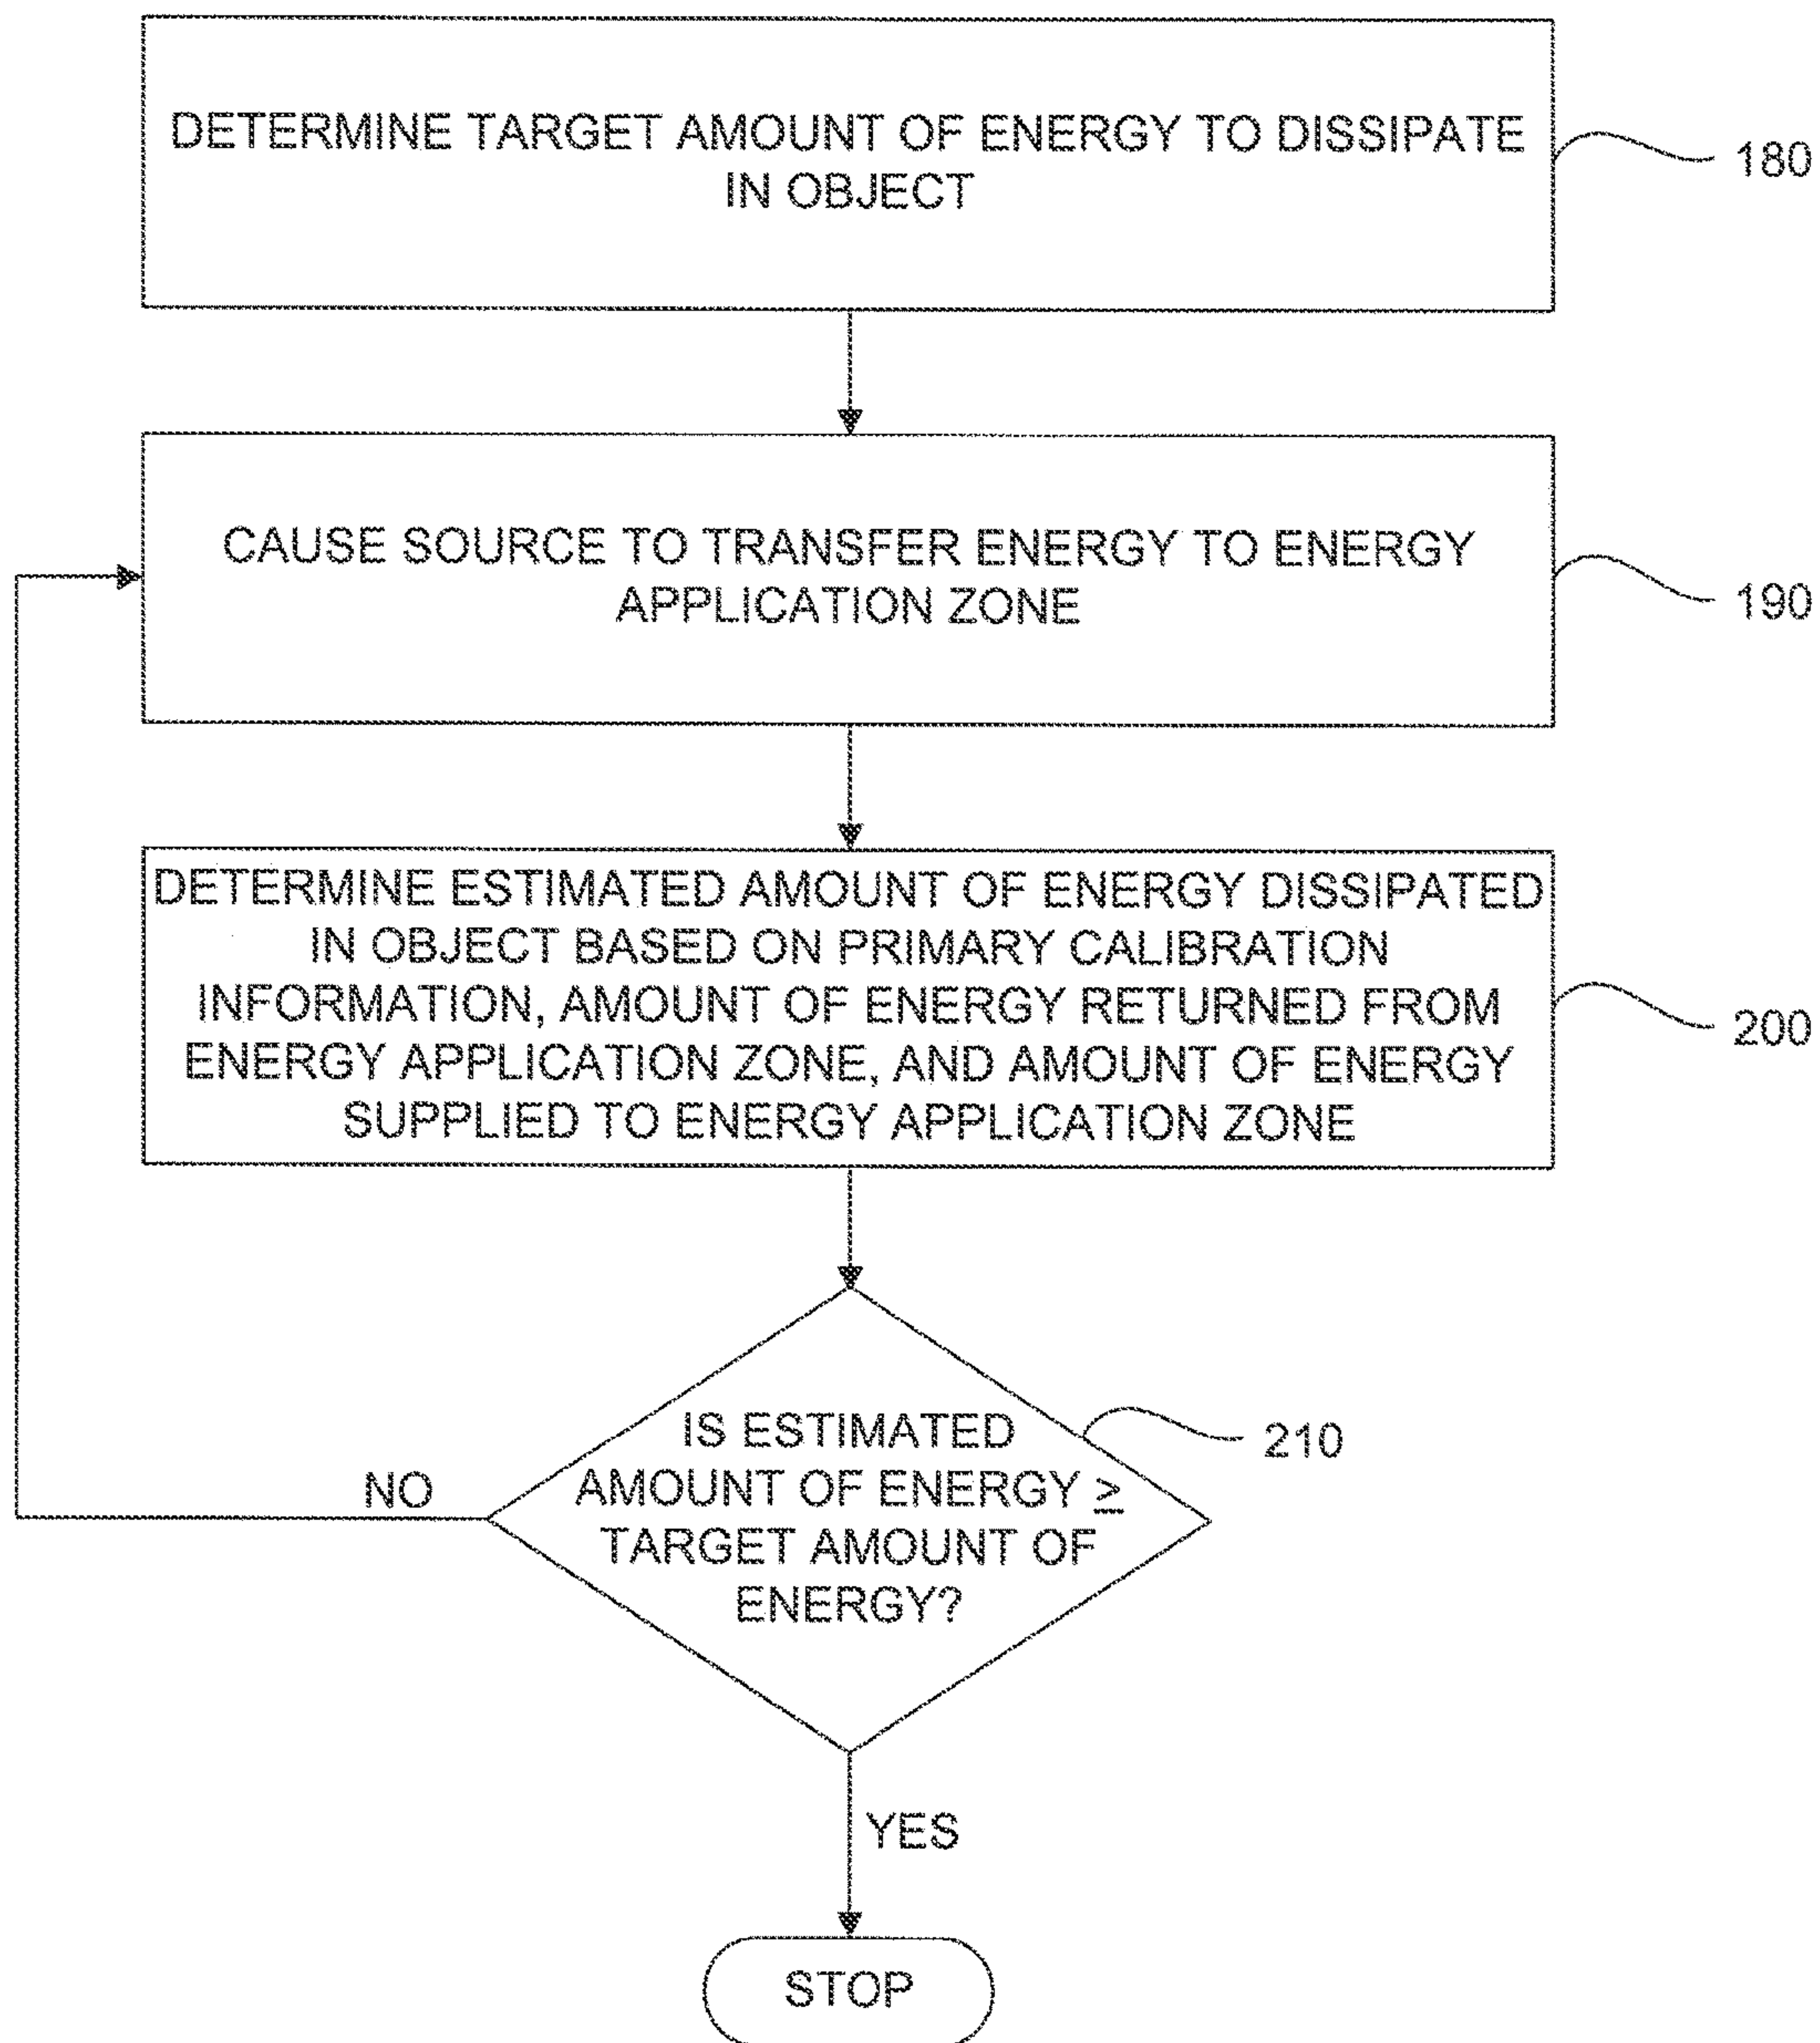 DETERMINE TARGET AMOUNT OF ENERGY TO DISSIPATE
IN OBJECT
180
CAUSE SOURCE TO TRANSFER ENERGY TO ENERGY
APPLICATION ZONE
190
DETERMINE ESTIMATED AMOUNT OF ENERGY DISSIPATED
IN OBJECT BASED ON PRIMARY CALIBRATION
INFORMATION, AMOUNT OF ENERGY RETURNED FROM
ENERGY APPLICATION ZONE, AND AMOUNT OF ENERGY
SUPPLIED TO ENERGY APPLICATION ZONE
200
IS ESTIMATED
AMOUNT OF ENERGY ≥
TARGET AMOUNT OF
ENERGY?
210
NO
YES
STOP